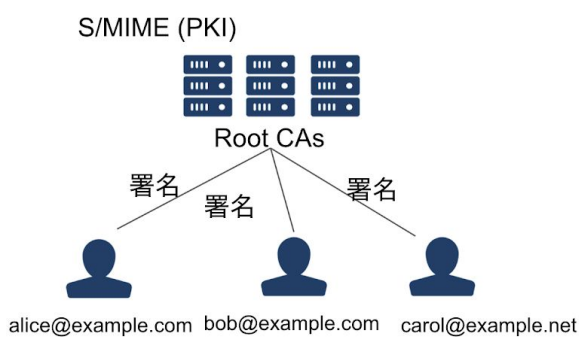 S/MIME (PKI)
Root CAs
署名
署名
署名
alice@example.com
bob@example.com
carol@example.net